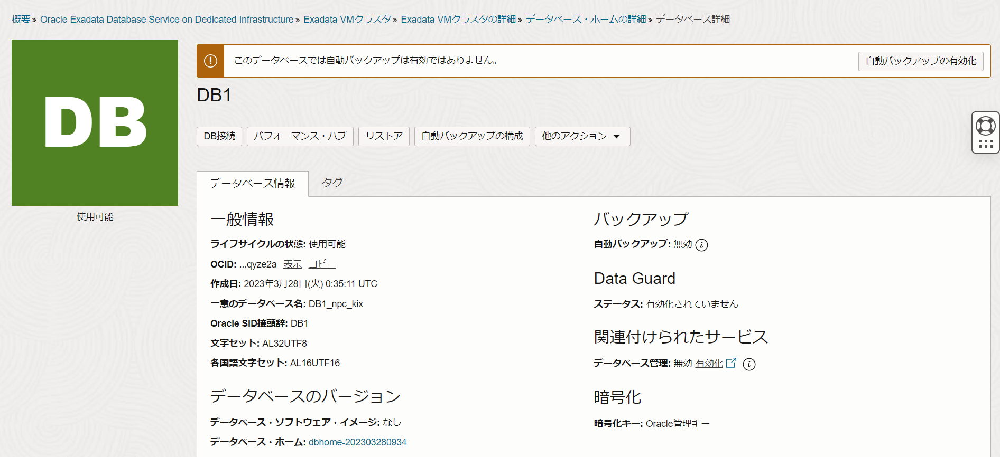 概要 » Oracle Exadata Database Service on Dedicated Infrastructure » Exadata VMクラスタ » Exadata VMクラスタの詳細 » データベース・ホームの詳細 » データベース詳細
DB
使用可能
このデータベースでは自動バックアップは有効ではありません。
自動バックアップの有効化
DB1
DB接続
パフォーマンス・ハブ
リストア
自動バックアップの構成
他のアクション
データベース情報
タグ
一般情報
ライフサイクルの状態: 使用可能
OCID: ...qyze2a 表示 コピー
作成日: 2023年3月28日(火) 0:35:11 UTC
一意のデータベース名: DB1_npc_kix
Oracle SID接頭辞: DB1
文字セット: AL32UTF8
各国語文字セット: AL16UTF16
データベースのバージョン
データベース・ソフトウェア・イメージ: なし
データベース・ホーム: dbhome-202303280934
バックアップ
自動バックアップ: 無効
Data Guard
ステータス: 有効化されていません
関連付けられたサービス
データベース管理: 無効 有効化
暗号化
暗号化キー: Oracle管理キー